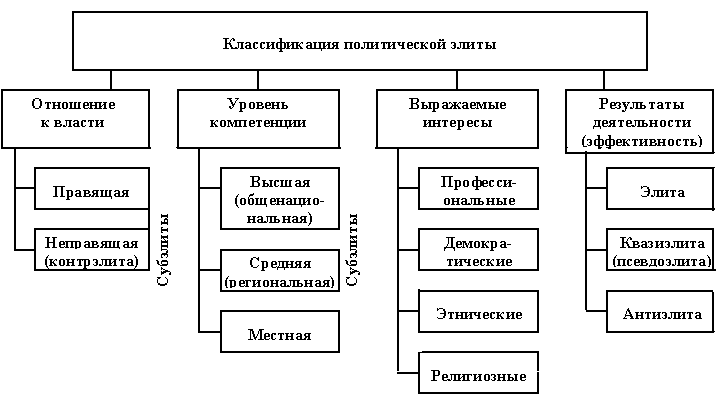 Классификация политической элиты
Отношение
к власти
Правящая
Неправящая
(контрэлита)
Субэлиты
Уровень
компетенции
Высшая
(общенацио-
нальная)
Средняя
(региональная)
Местная
Субэлиты
Выражаемые
интересы
Професси-
ональные
Демокра-
тические
Этнические
Религиозные
Результаты
деятельности
(эффективность)
Элита
Квазиэлита
(псевдоэлита)
Антиэлита